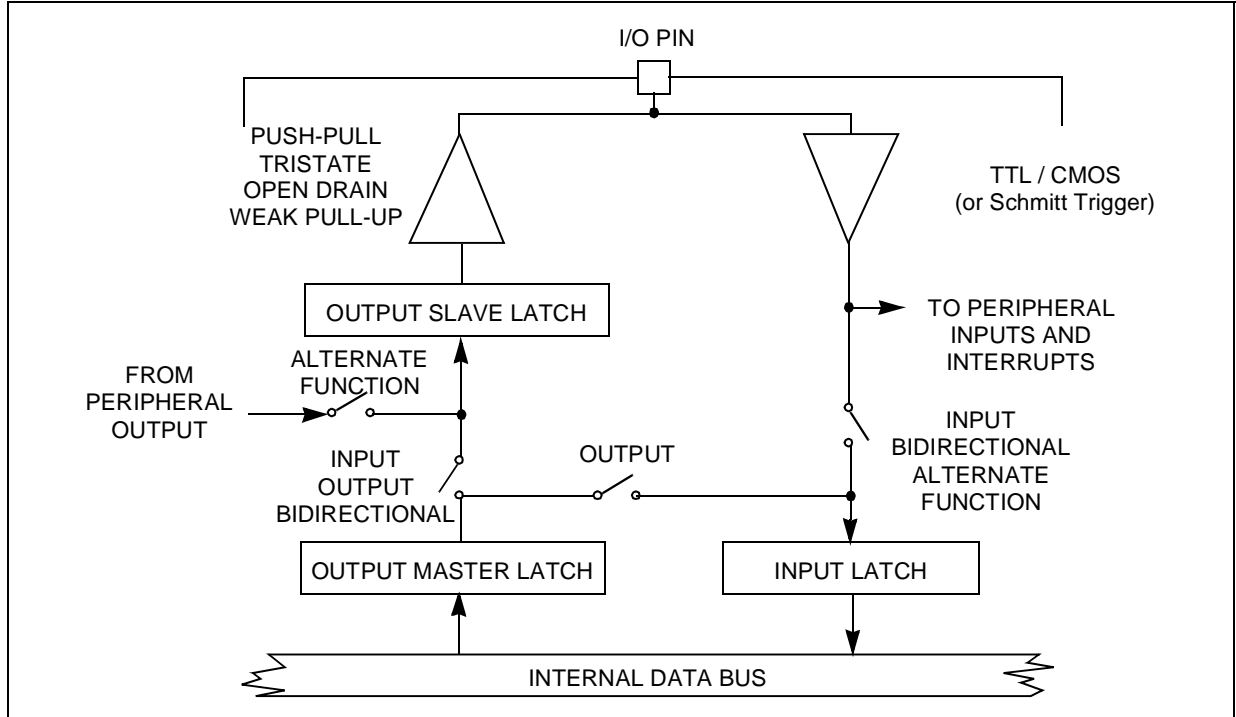 I/O PIN
PUSH-PULL
TRISTATE
OPEN DRAIN
WEAK PULL-UP
TTL / CMOS
(or Schmitt Trigger)
OUTPUT SLAVE LATCH
TO PERIPHERAL
INPUTS AND
INTERRUPTS
ALTERNATE
FUNCTION
FROM
PERIPHERAL
OUTPUT
INPUT
OUTPUT
BIDIRECTIONAL
OUTPUT
INPUT
BIDIRECTIONAL
ALTERNATE
FUNCTION
OUTPUT MASTER LATCH
INPUT LATCH
INTERNAL DATA BUS